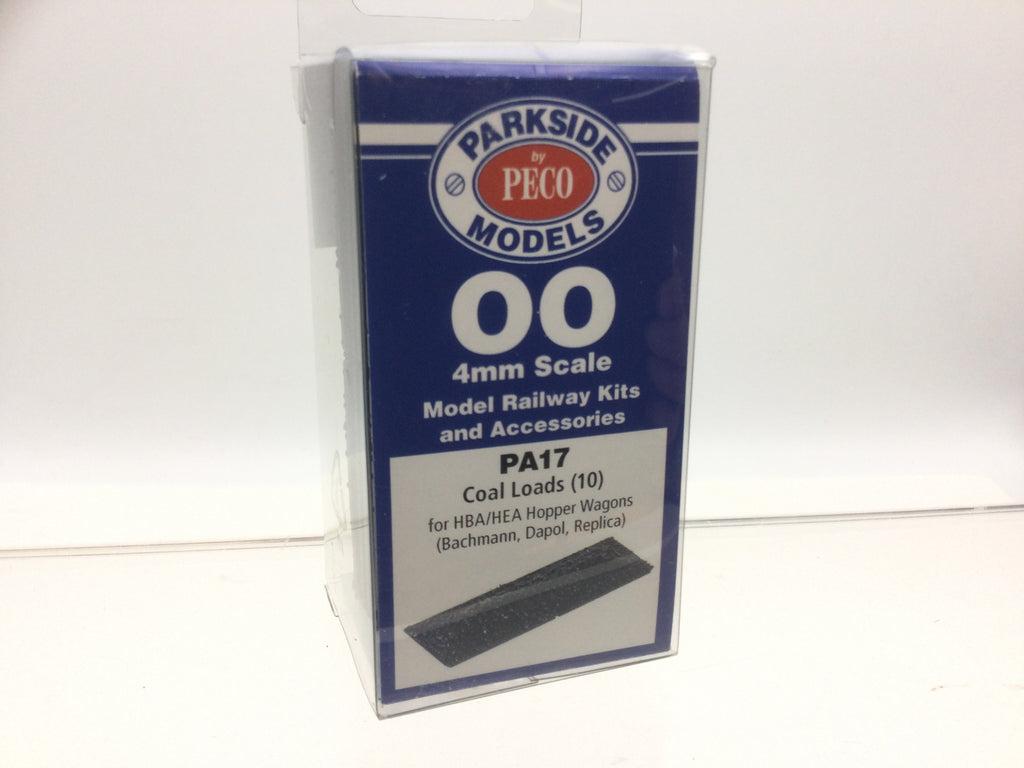 PARKSIDE
by
PECO
MODELS
OO
4mm Scale
Model Railway Kits
and Accessories
PA17
Coal Loads (10)
for HBA/HEA Hopper Wagons
(Bachmann, Dapol, Replica)